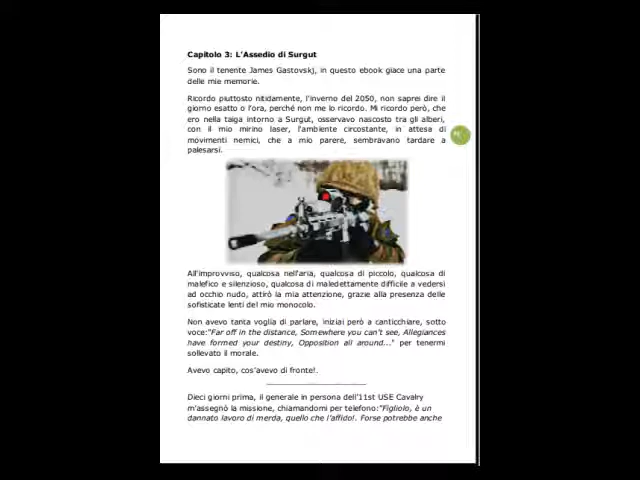 Capitolo 3: L'Assedio di Surgut
Sono il tenente James Gastovskj, in questo ebook giace una parte
delle mie memorie.
Ricordo piuttosto nitidamente, l'inverno del 2050, non saprei dire il
giorno esatto o l'ora, perché non me lo ricordo. Mi ricordo però, che
ero nella taiga intorno a Surgut, osservavo nascosto tra gli alberi,
con il mio mirino laser, l'ambiente circostante, in attesa di
movimenti nemici, che a mio parere, sembravano tardare a
palesarsi.
All'improvviso, qualcosa nell'aria, qualcosa di piccolo, qualcosa di
malefico e silenzioso, qualcosa di maledettamente difficile a vedersi
ad occhio nudo, attirò la mia attenzione, grazie alla presenza delle
sofisticate lenti del mio monocolo.
Non avevo tanta voglia di parlare, iniziai però a canticchiare, sotto
voce:"Far off in the distance, Somewhere you can't see, Allegiances
have formed your destiny, Opposition all around..." per tenermi
sollevato il morale.
Avevo capito, cos'avevo di fronte!.
Dieci giorni prima, il generale in persona dell'11st USE Cavalry
m'assegnò la missione, chiamandomi per telefono:"Figliolo, è un
dannato lavoro di merda, quello che t'affido!. Forse potrebbe anche